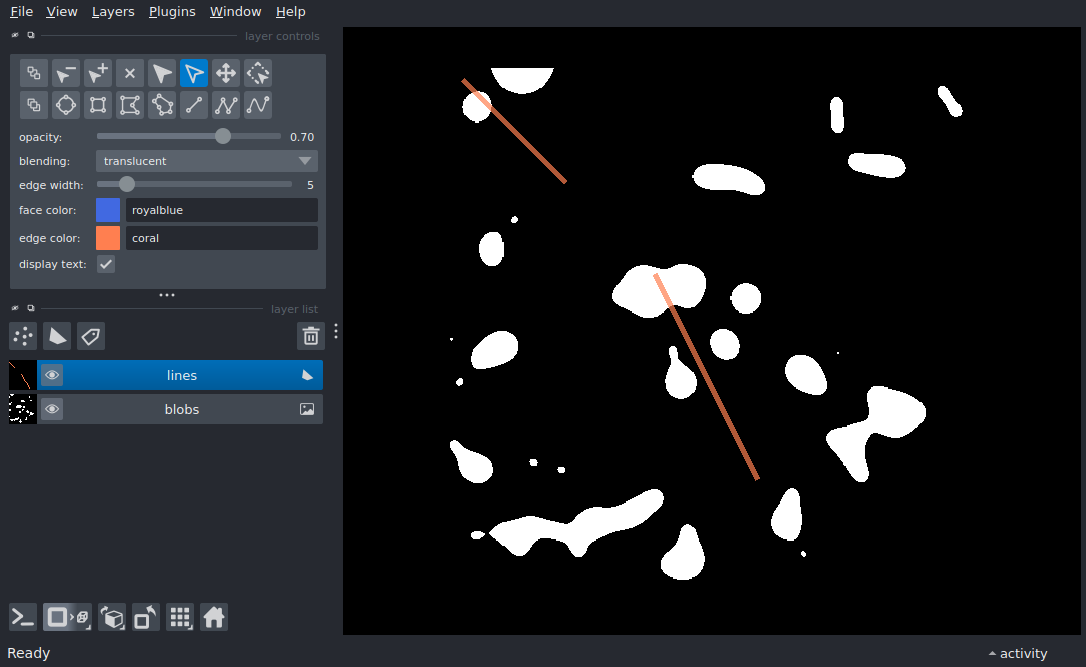 File View Layers Plugins Window Help
layer controls
opacity: 0.70
blending: translucent
edge width: 5
face color: royalblue
edge color: coral
display text:
layer list
lines
blobs
Ready
activity